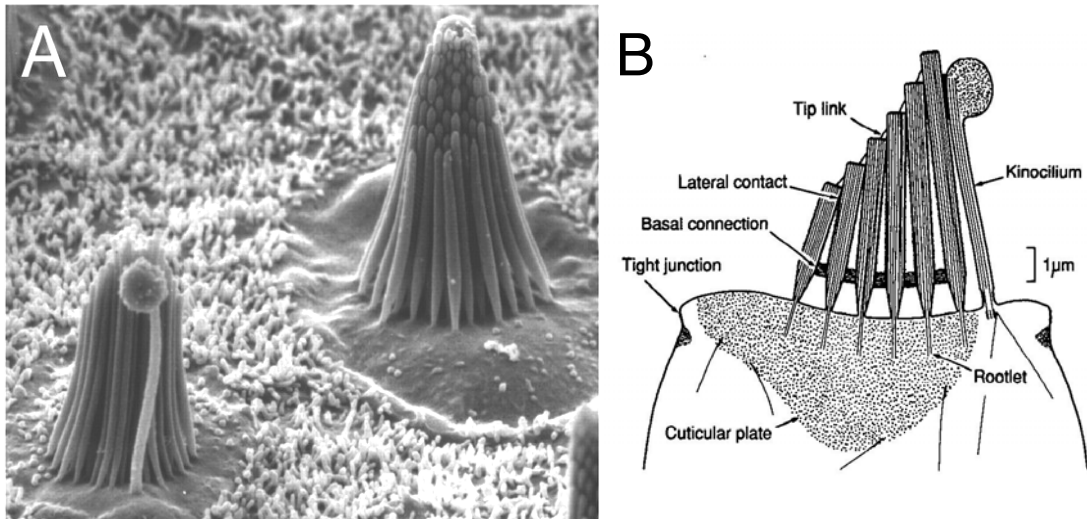 A
B
Tip link
Lateral contact
Kinocilium
Basal connection
Tight junction
1µm
Rootlet
Cuticular plate